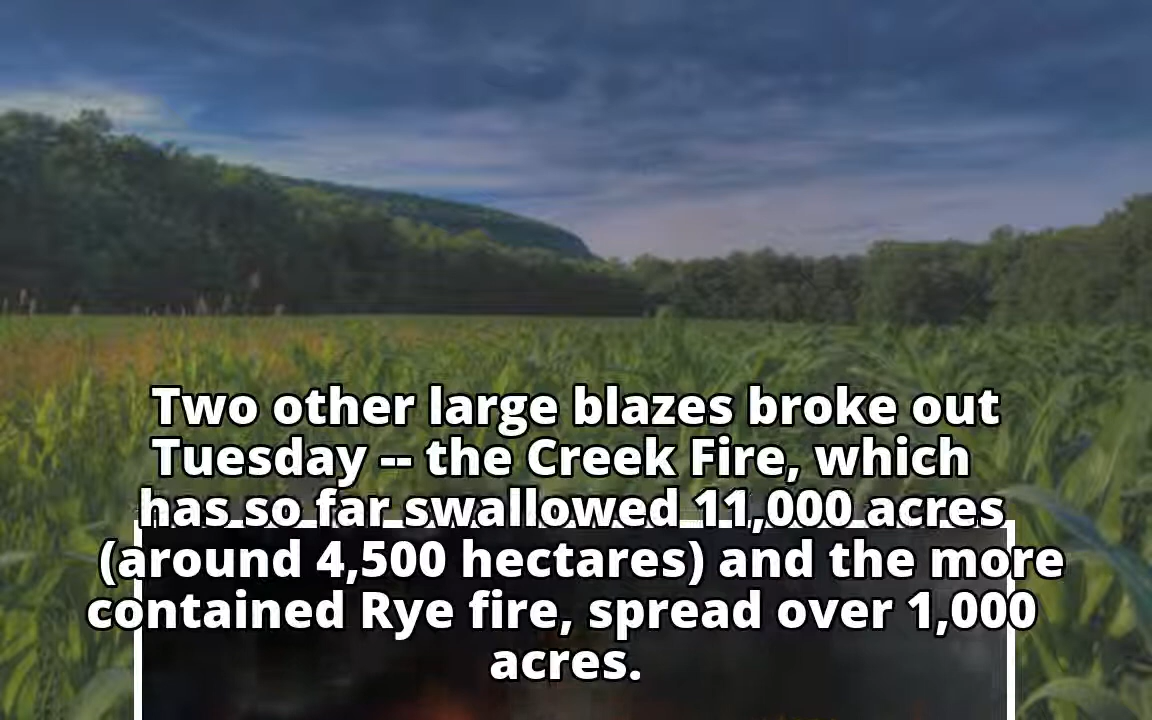 Two other large blazes broke out
Tuesday -- the Creek Fire, which
has so far swallowed 11,000 acres
(around 4,500 hectares) and the more
contained Rye fire, spread over 1,000
acres.